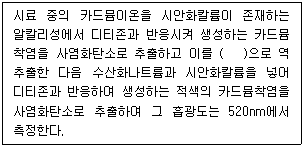 시료 중의 카드뮴이온을 시안화칼륨이 존재하는
알칼리성에서 디티존과 반응시켜 생성하는 카드뮴
착염을 사염화탄소로 추출하고 이를 (   )으로 역
추출한 다음 수산화나트륨과 시안화칼륨을 넣어
디티존과 반응하여 생성하는 적색의 카드뮴착염을
사염화탄소로 추출하여 그 흡광도는 520nm에서
측정한다.